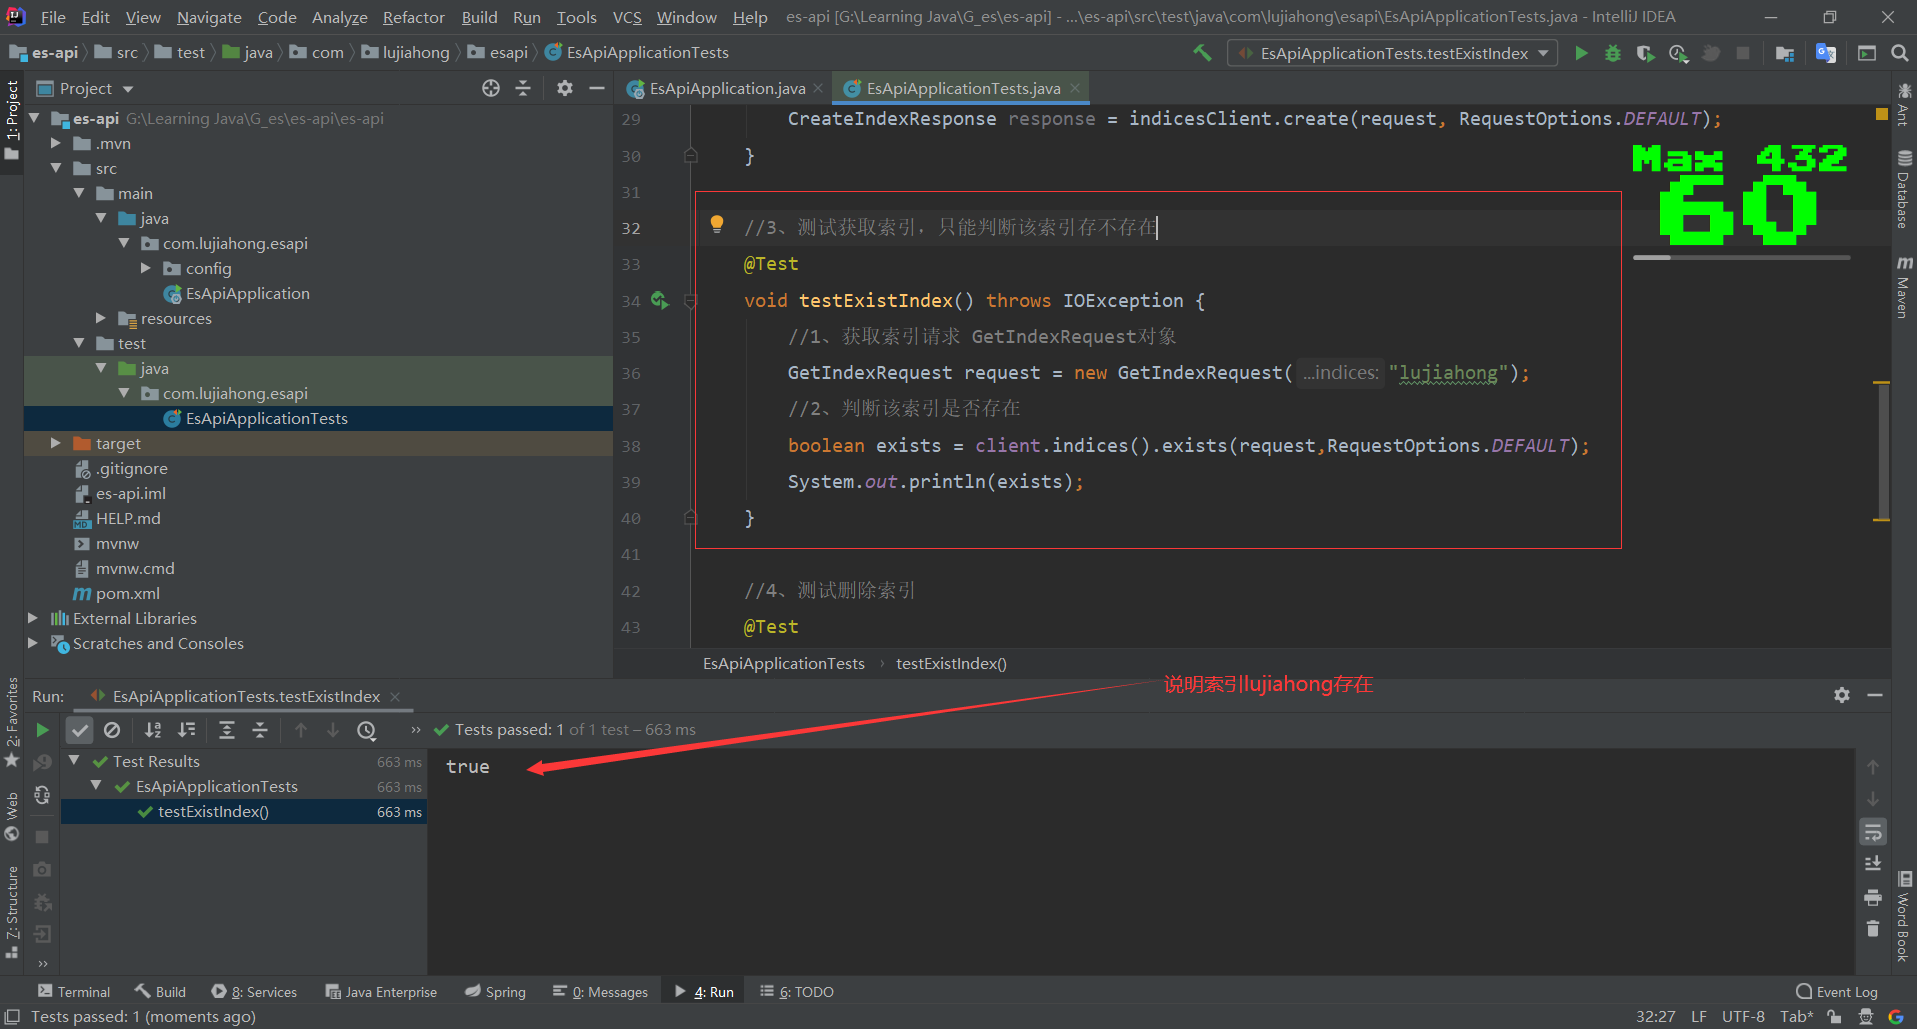 File Edit View Navigate Code Analyze Refactor Build Run Tools VCS Window Help es-api [G:\Learning Java\G_es\es-api] - ...\es-api\src\test\java\com\lujiahong\esapi\EsApiApplicationTests.java - IntelliJ IDEA
es-api src test java com lujiahong esapi EsApiApplicationTests EsApiApplicationTests.testExistIndex
Project EsApiApplication.java EsApiApplicationTests.java
1: Project
es-api G:\Learning Java\G_es\es-api\es-api
.mvn
src
main
java
com.lujiahong.esapi
config
EsApiApplication
resources
test
java
com.lujiahong.esapi
EsApiApplicationTests
target
.gitignore
es-api.iml
HELP.md
mvnw
mvnw.cmd
pom.xml
External Libraries
Scratches and Consoles
29 CreateIndexResponse response = indicesClient.create(request, RequestOptions.DEFAULT);
30 }
31
32 //3、测试获取索引，只能判断该索引存不存在
33 @Test
34 void testExistIndex() throws IOException {
35 //1、获取索引请求 GetIndexRequest对象
36 GetIndexRequest request = new GetIndexRequest( ...indices: "lujiahong");
37 //2、判断该索引是否存在
38 boolean exists = client.indices().exists(request,RequestOptions.DEFAULT);
39 System.out.println(exists);
40 }
41
42 //4、测试删除索引
43 @Test
Max 432
60
Ant
Database
Maven
Word Book
EsApiApplicationTests testExistIndex()
说明索引lujiahong存在
Run: EsApiApplicationTests.testExistIndex
Tests passed: 1 of 1 test – 663 ms
Test Results 663 ms
EsApiApplicationTests 663 ms
testExistIndex() 663 ms
true
2: Favorites
Web
7: Structure
Terminal Build 8: Services Java Enterprise Spring 0: Messages 4: Run 6: TODO Event Log
Tests passed: 1 (moments ago) 32:27 LF UTF-8 Tab*